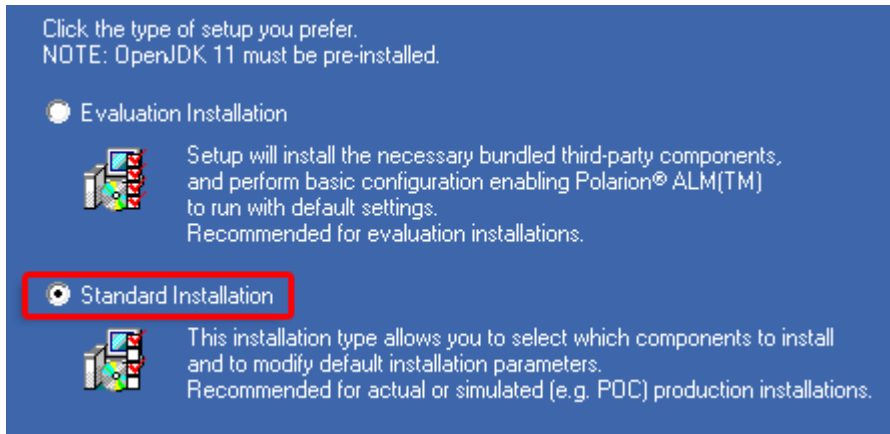 Click the type of setup you prefer.
NOTE: OpenJDK 11 must be pre-installed.
Evaluation Installation
Setup will install the necessary bundled third-party components,
and perform basic configuration enabling Polarion® ALM(TM)
to run with default settings.
Recommended for evaluation installations.
Standard Installation
This installation type allows you to select which components to install
and to modify default installation parameters.
Recommended for actual or simulated (e.g. POC) production installations.